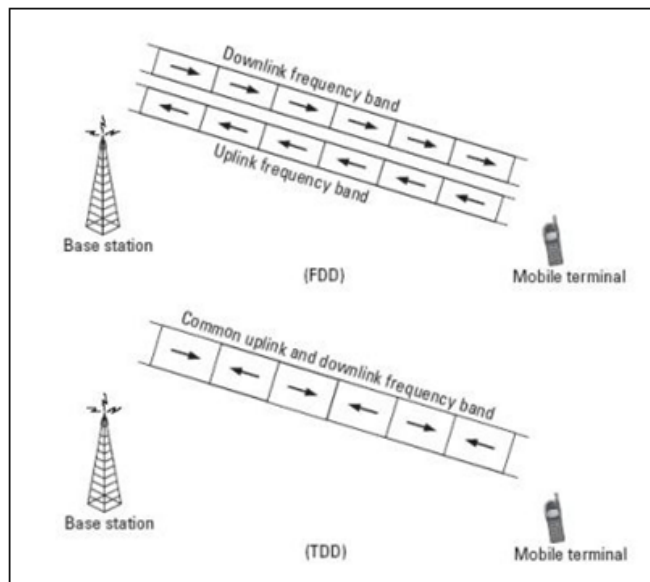 Downlink frequency band
Uplink frequency band
Base station
(FDD)
Mobile terminal
Common uplink and downlink frequency band
Base station
(TDD)
Mobile terminal